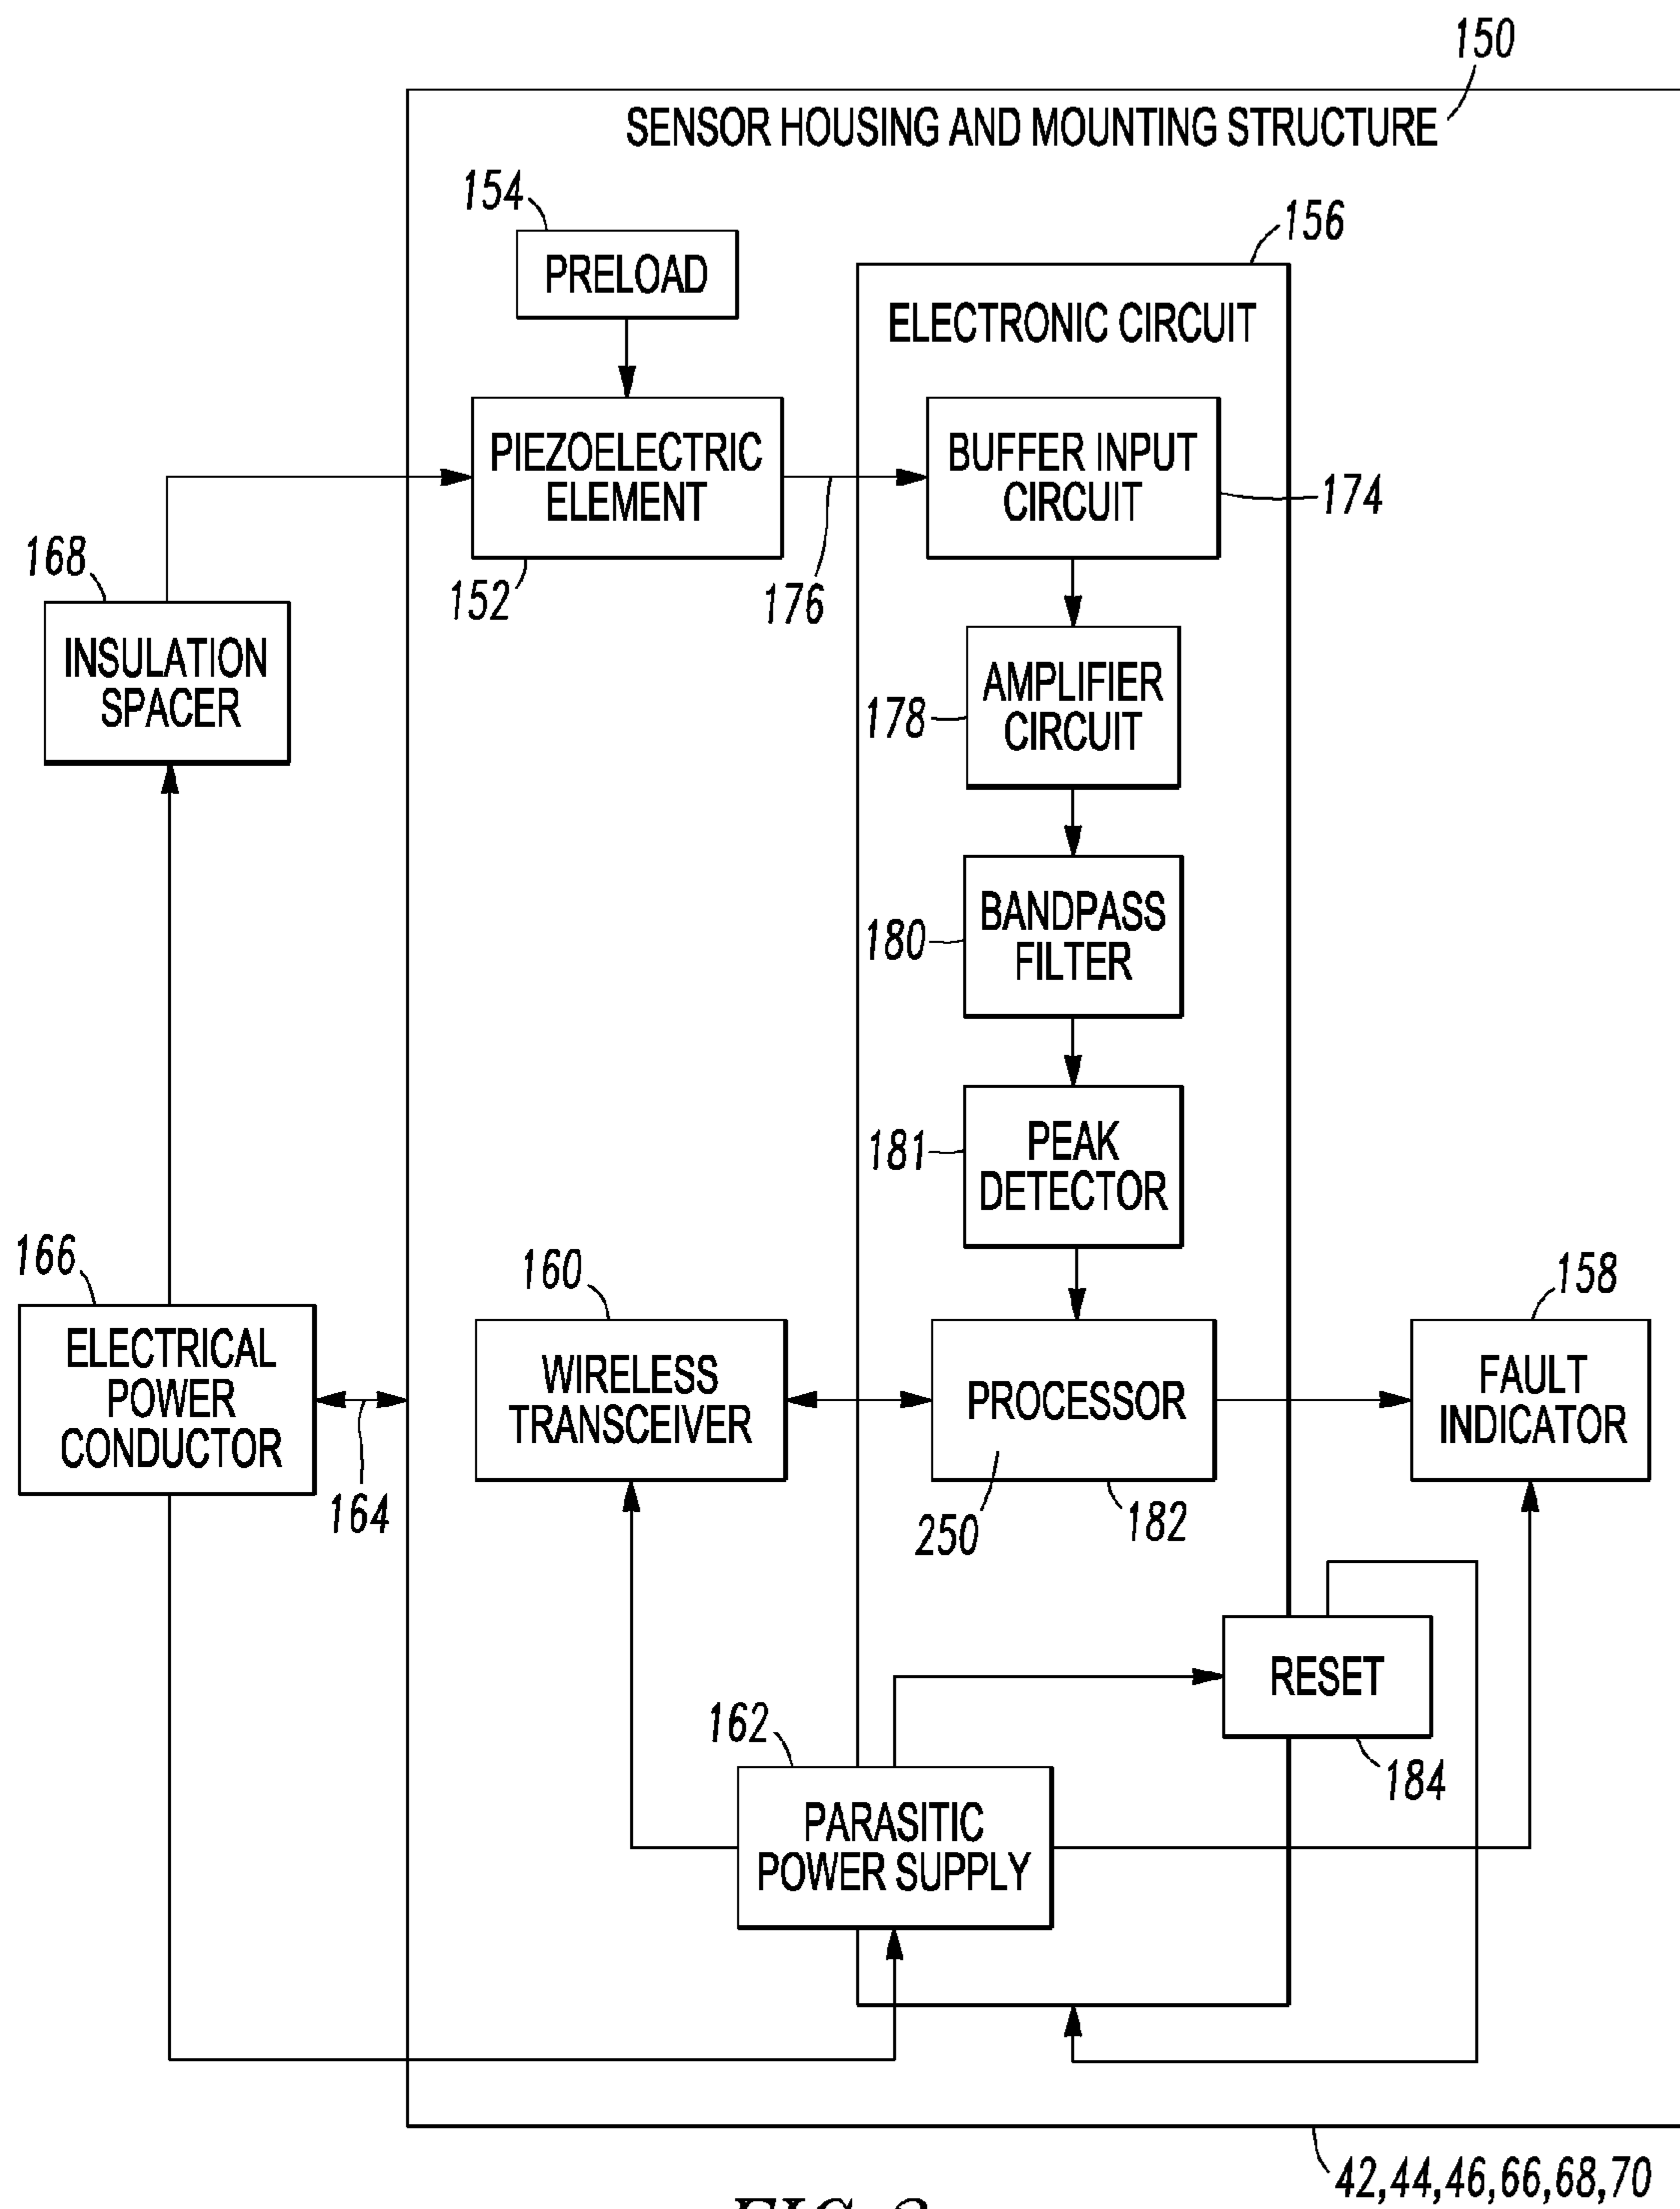 150
SENSOR HOUSING AND MOUNTING STRUCTURE
154
PRELOAD
156
ELECTRONIC CIRCUIT
PIEZOELECTRIC
ELEMENT
BUFFER INPUT
CIRCUIT
174
152
176
168
INSULATION
SPACER
AMPLIFIER
CIRCUIT
178
BANDPASS
FILTER
180
PEAK
DETECTOR
181
166
ELECTRICAL
POWER
CONDUCTOR
164
160
WIRELESS
TRANSCEIVER
PROCESSOR
250
182
158
FAULT
INDICATOR
RESET
184
162
PARASITIC
POWER SUPPLY
42,44,46,66,68,70